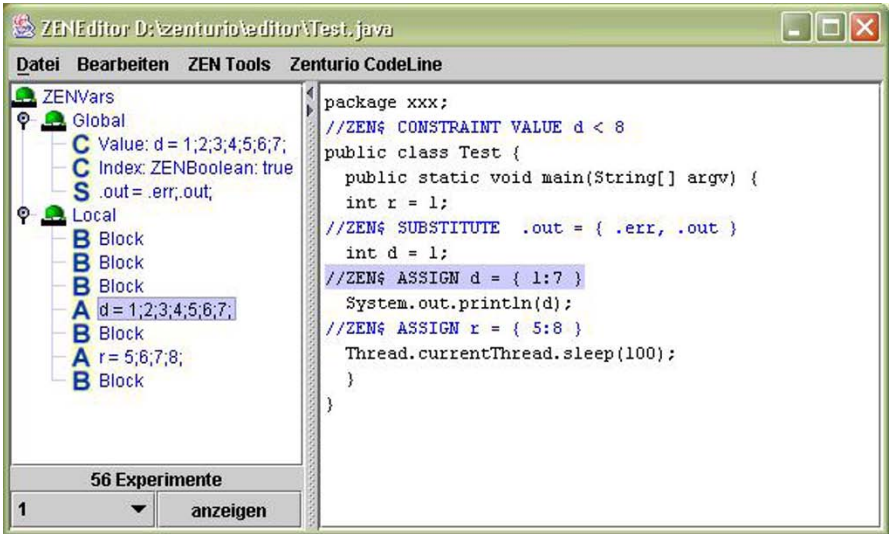 ZENEditor D:\zenturio\editor\Test.java
Datei Bearbeiten ZEN Tools Zenturio CodeLine
ZENVars
Global
C Value: d = 1;2;3;4;5;6;7;
C Index: ZENBoolean: true
S .out = .err;.out;
Local
B Block
B Block
B Block
A d = 1;2;3;4;5;6;7;
B Block
A r = 5;6;7;8;
B Block
56 Experimente
1 anzeigen
package xxx;
//ZEN$ CONSTRAINT VALUE d < 8
public class Test {
public static void main(String[] argv) {
int r = 1;
//ZEN$ SUBSTITUTE .out = { .err, .out }
int d = 1;
//ZEN$ ASSIGN d = { 1:7 }
System.out.println(d);
//ZEN$ ASSIGN r = { 5:8 }
Thread.currentThread.sleep(100);
}
}